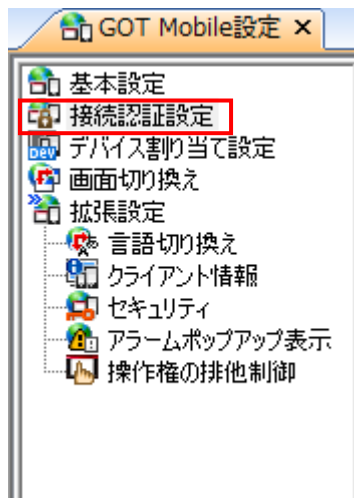 GOT Mobile設定
基本設定
接続認証設定
Dev デバイス割り当て設定
画面切り換え
拡張設定
言語切り換え
クライアント情報
セキュリティ
アラームポップアップ表示
操作権の排他制御